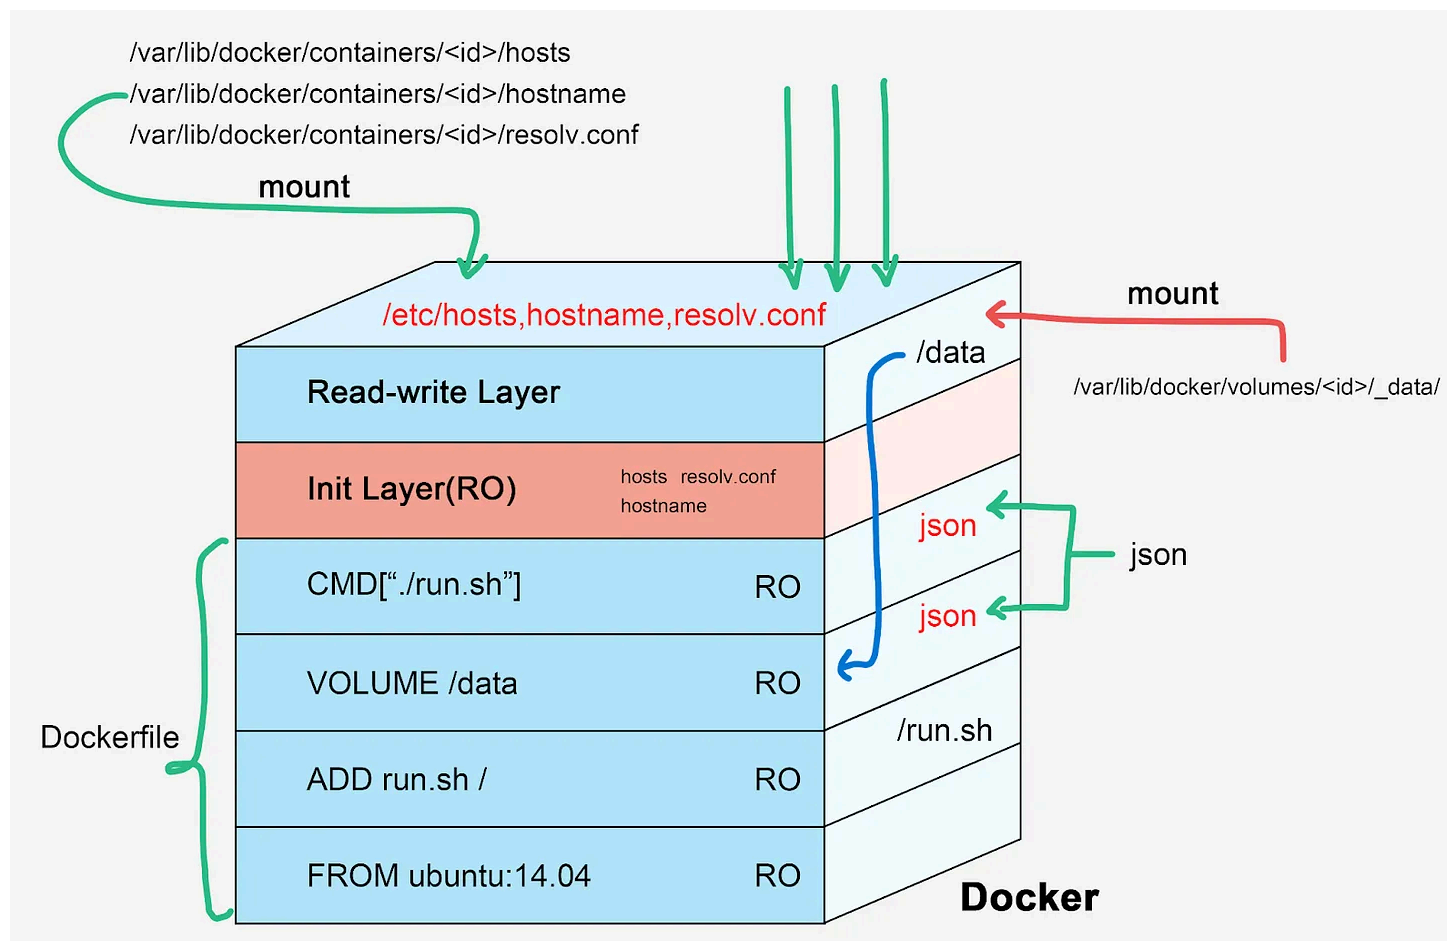 /var/lib/docker/containers/<id>/hosts
/var/lib/docker/containers/<id>/hostname
/var/lib/docker/containers/<id>/resolv.conf
mount
/etc/hosts,hostname,resolv.conf
mount
/data
/var/lib/docker/volumes/<id>/_data/
Read-write Layer
Init Layer(RO)
hosts resolv.conf
hostname
json
json
json
CMD[“./run.sh”]
RO
VOLUME /data
RO
/run.sh
Dockerfile
ADD run.sh /
RO
FROM ubuntu:14.04
RO
Docker